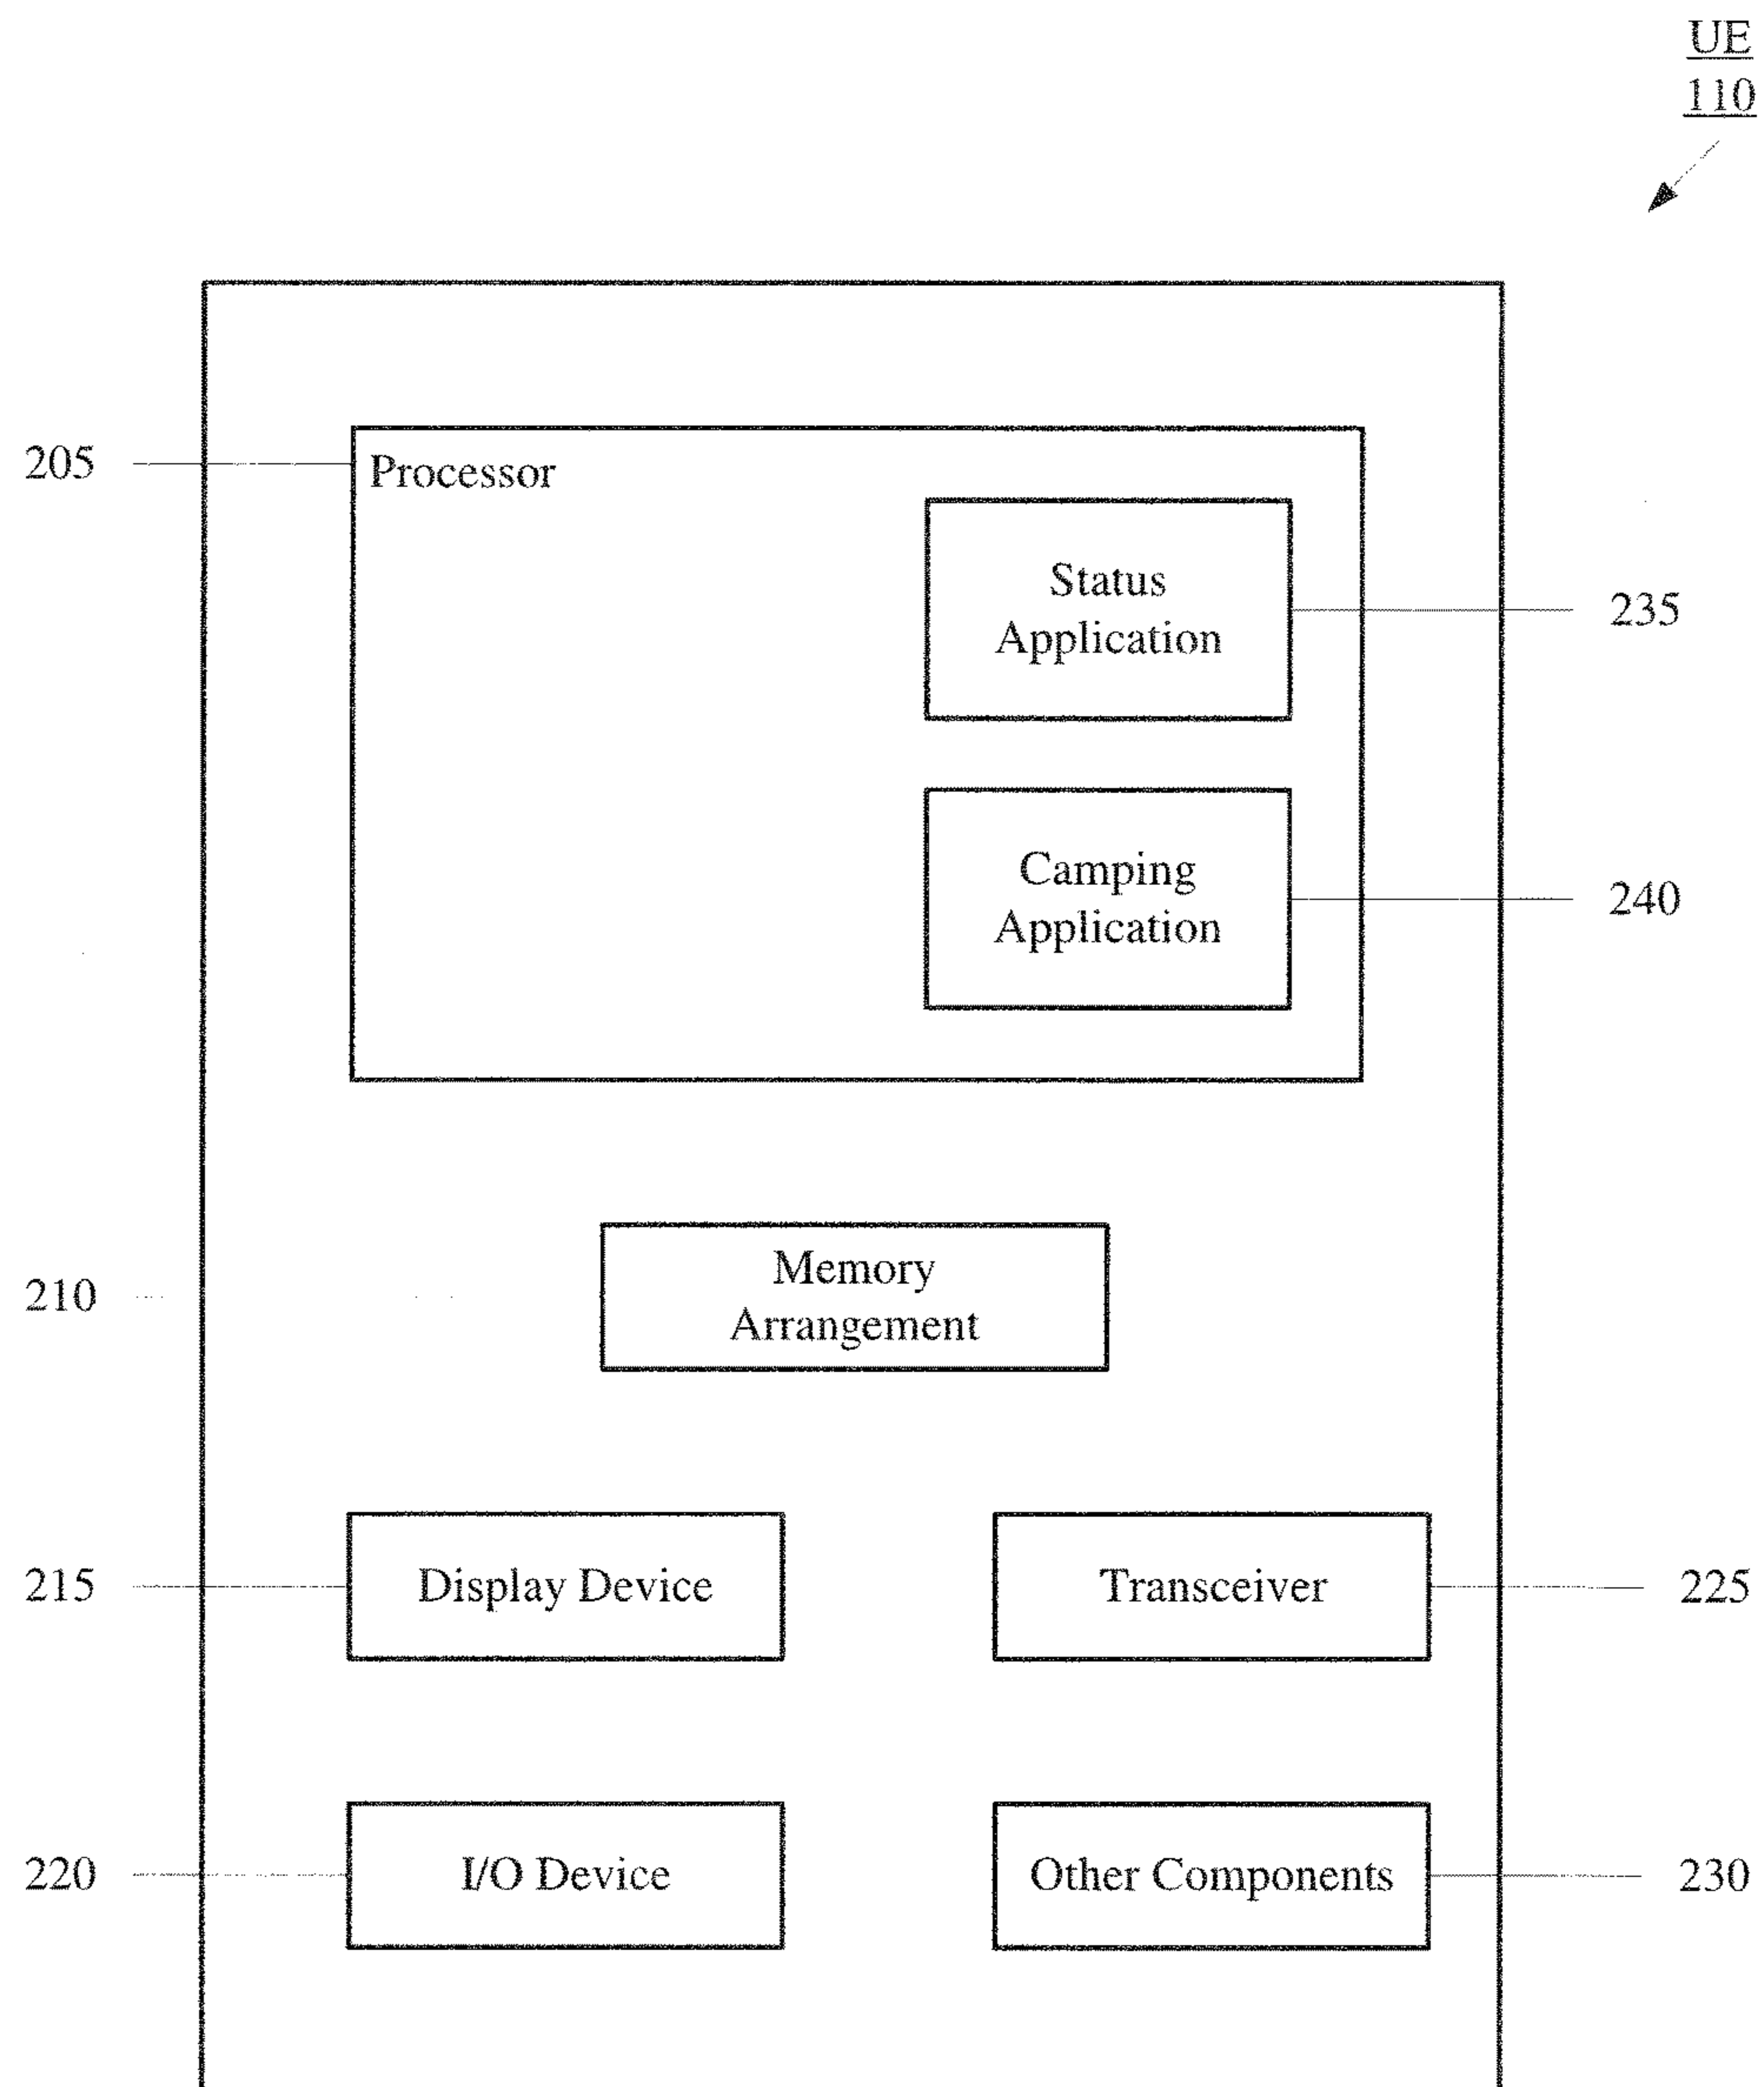 UE
110
205
Processor
Status
Application
235
Camping
Application
240
Memory
Arrangement
210
215
Display Device
Transceiver
225
220
I/O Device
Other Components
230